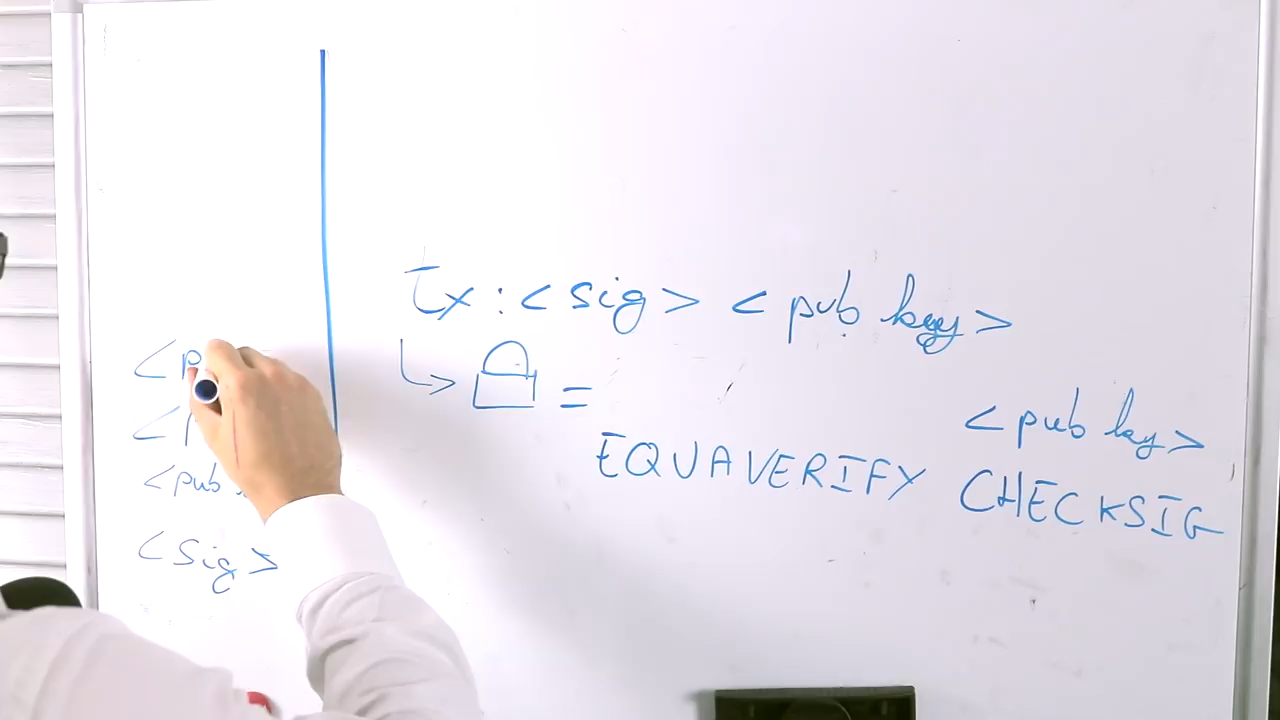 tx : <sig> <pub key>
=
<pub key>
EQUAVERIFY CHECKSIG
<p
<p
<pub
<sig>